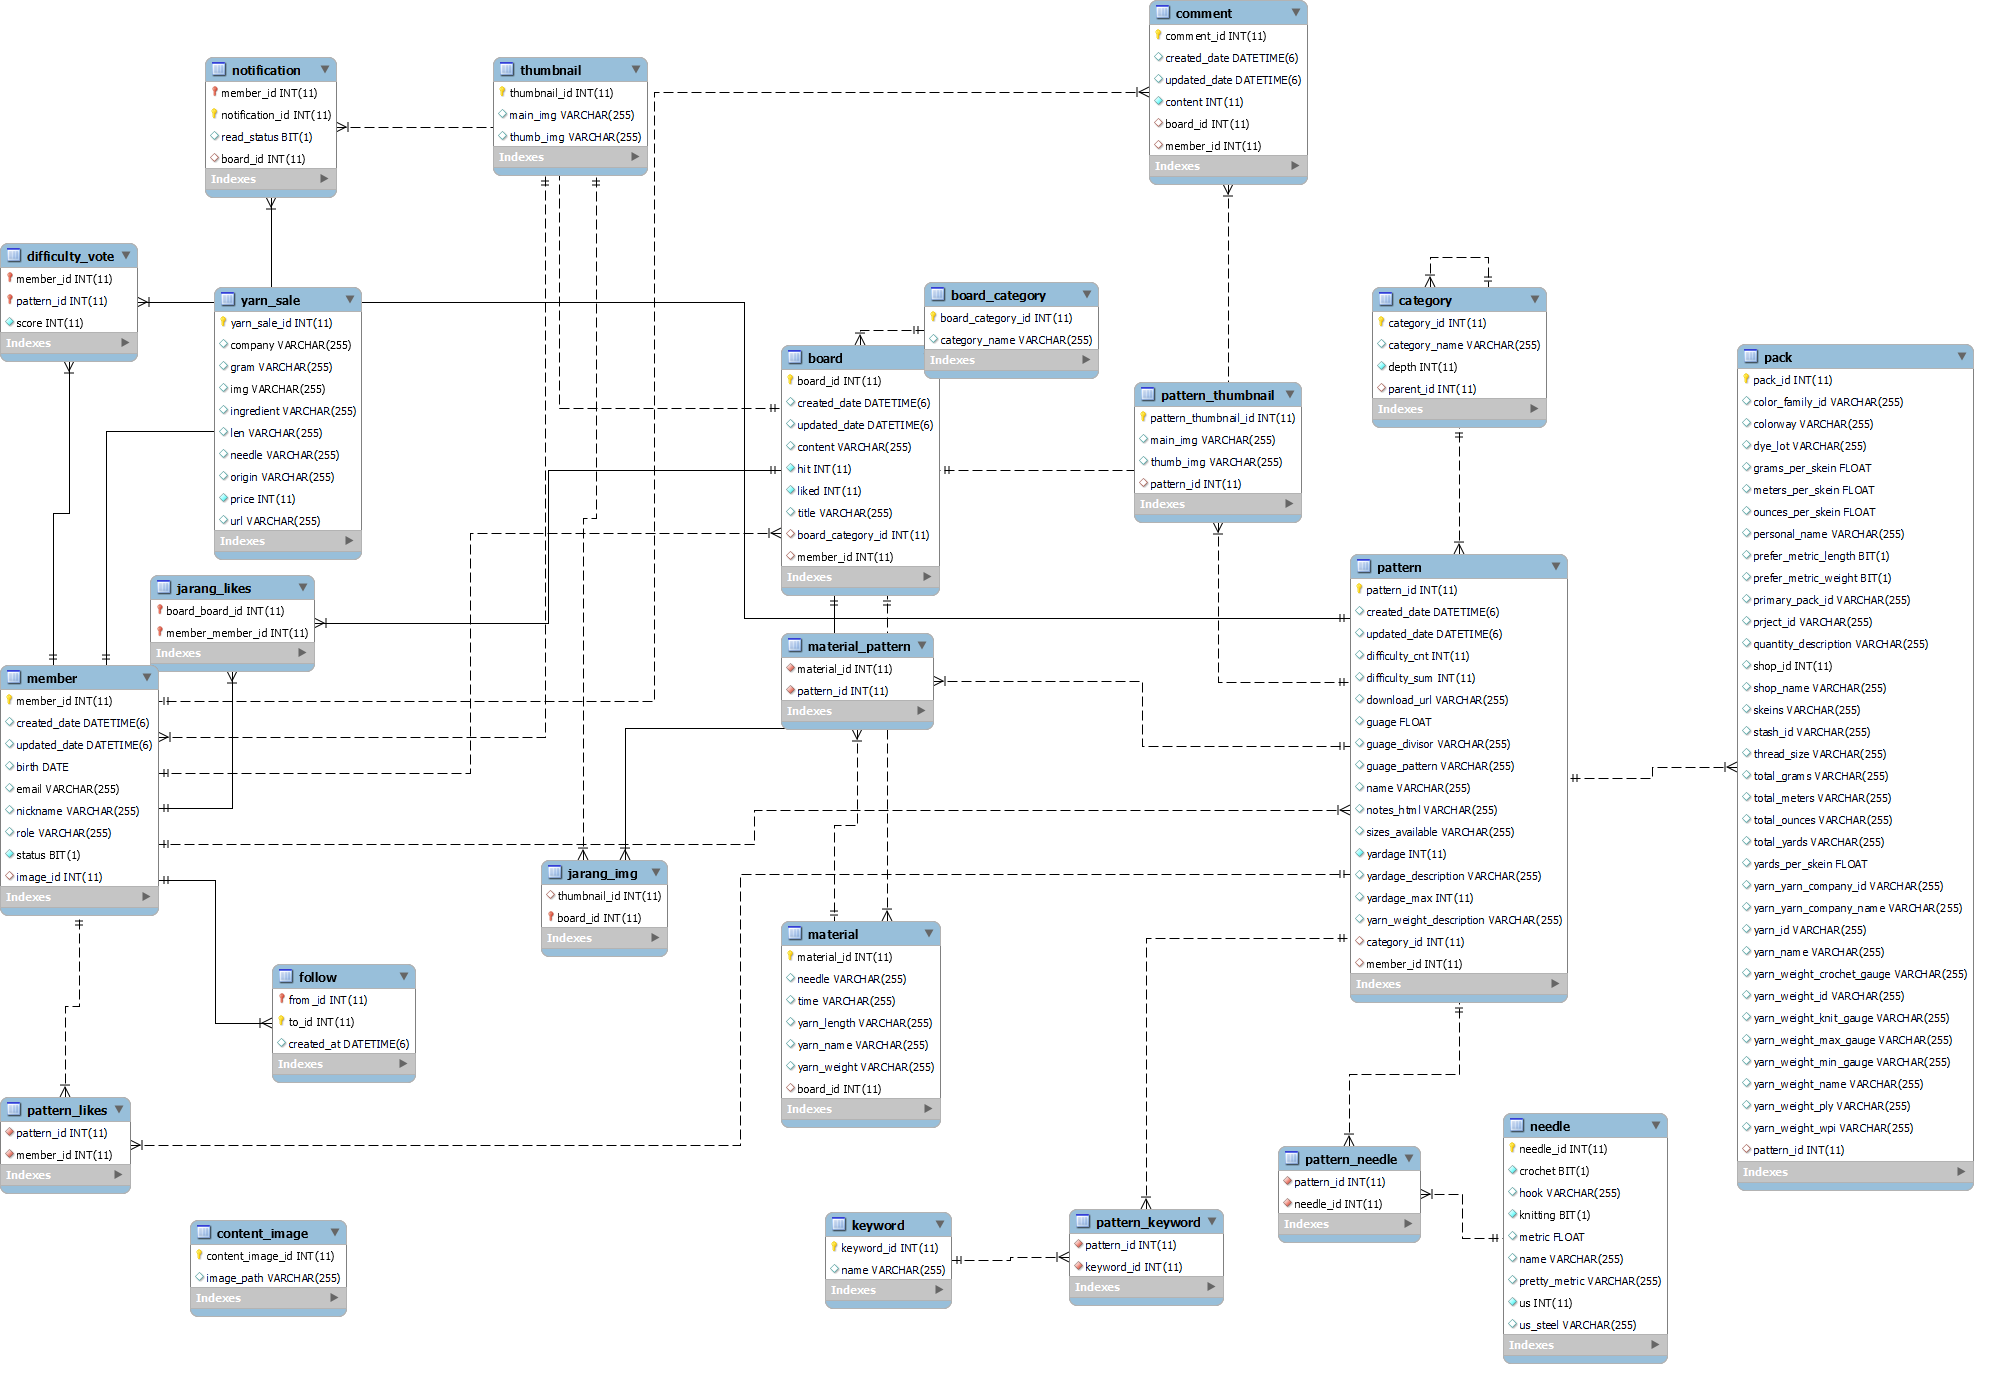 comment
comment_id INT(11)
created_date DATETIME(6)
updated_date DATETIME(6)
content INT(11)
board_id INT(11)
member_id INT(11)
Indexes
notification
member_id INT(11)
notification_id INT(11)
read_status BIT(1)
board_id INT(11)
Indexes
thumbnail
thumbnail_id INT(11)
main_img VARCHAR(255)
thumb_img VARCHAR(255)
Indexes
difficulty_vote
member_id INT(11)
pattern_id INT(11)
score INT(11)
Indexes
yarn_sale
yarn_sale_id INT(11)
company VARCHAR(255)
gram VARCHAR(255)
img VARCHAR(255)
ingredient VARCHAR(255)
len VARCHAR(255)
needle VARCHAR(255)
origin VARCHAR(255)
price INT(11)
url VARCHAR(255)
Indexes
board_category
board_category_id INT(11)
category_name VARCHAR(255)
Indexes
board
board_id INT(11)
created_date DATETIME(6)
updated_date DATETIME(6)
content VARCHAR(255)
hit INT(11)
liked INT(11)
title VARCHAR(255)
board_category_id INT(11)
member_id INT(11)
Indexes
pattern_thumbnail
pattern_thumbnail_id INT(11)
main_img VARCHAR(255)
thumb_img VARCHAR(255)
pattern_id INT(11)
Indexes
category
category_id INT(11)
category_name VARCHAR(255)
depth INT(11)
parent_id INT(11)
Indexes
pack
pack_id INT(11)
color_family_id VARCHAR(255)
colorway VARCHAR(255)
dye_lot VARCHAR(255)
grams_per_skein FLOAT
meters_per_skein FLOAT
ounces_per_skein FLOAT
personal_name VARCHAR(255)
prefer_metric_length BIT(1)
prefer_metric_weight BIT(1)
primary_pack_id VARCHAR(255)
prject_id VARCHAR(255)
quantity_description VARCHAR(255)
shop_id INT(11)
shop_name VARCHAR(255)
skeins VARCHAR(255)
stash_id VARCHAR(255)
thread_size VARCHAR(255)
total_grams VARCHAR(255)
total_meters VARCHAR(255)
total_ounces VARCHAR(255)
total_yards VARCHAR(255)
yards_per_skein FLOAT
yarn_yarn_company_id VARCHAR(255)
yarn_yarn_company_name VARCHAR(255)
yarn_id VARCHAR(255)
yarn_name VARCHAR(255)
yarn_weight_crochet_gauge VARCHAR(255)
yarn_weight_id VARCHAR(255)
yarn_weight_knit_gauge VARCHAR(255)
yarn_weight_max_gauge VARCHAR(255)
yarn_weight_min_gauge VARCHAR(255)
yarn_weight_name VARCHAR(255)
yarn_weight_ply VARCHAR(255)
yarn_weight_wpi VARCHAR(255)
pattern_id INT(11)
Indexes
pattern
pattern_id INT(11)
created_date DATETIME(6)
updated_date DATETIME(6)
difficulty_cnt INT(11)
difficulty_sum INT(11)
download_url VARCHAR(255)
guage FLOAT
guage_divisor VARCHAR(255)
guage_pattern VARCHAR(255)
name VARCHAR(255)
notes_html VARCHAR(255)
sizes_available VARCHAR(255)
yardage INT(11)
yardage_description VARCHAR(255)
yardage_max INT(11)
yarn_weight_description VARCHAR(255)
category_id INT(11)
member_id INT(11)
Indexes
jarang_likes
board_board_id INT(11)
member_member_id INT(11)
Indexes
material_pattern
material_id INT(11)
pattern_id INT(11)
Indexes
member
member_id INT(11)
created_date DATETIME(6)
updated_date DATETIME(6)
birth DATE
email VARCHAR(255)
nickname VARCHAR(255)
role VARCHAR(255)
status BIT(1)
image_id INT(11)
Indexes
jarang_img
thumbnail_id INT(11)
board_id INT(11)
Indexes
material
material_id INT(11)
needle VARCHAR(255)
time VARCHAR(255)
yarn_length VARCHAR(255)
yarn_name VARCHAR(255)
yarn_weight VARCHAR(255)
board_id INT(11)
Indexes
follow
from_id INT(11)
to_id INT(11)
created_at DATETIME(6)
Indexes
pattern_likes
pattern_id INT(11)
member_id INT(11)
Indexes
content_image
content_image_id INT(11)
image_path VARCHAR(255)
Indexes
keyword
keyword_id INT(11)
name VARCHAR(255)
Indexes
pattern_keyword
pattern_id INT(11)
keyword_id INT(11)
Indexes
pattern_needle
pattern_id INT(11)
needle_id INT(11)
Indexes
needle
needle_id INT(11)
crochet BIT(1)
hook VARCHAR(255)
knitting BIT(1)
metric FLOAT
name VARCHAR(255)
pretty_metric VARCHAR(255)
us INT(11)
us_steel VARCHAR(255)
Indexes